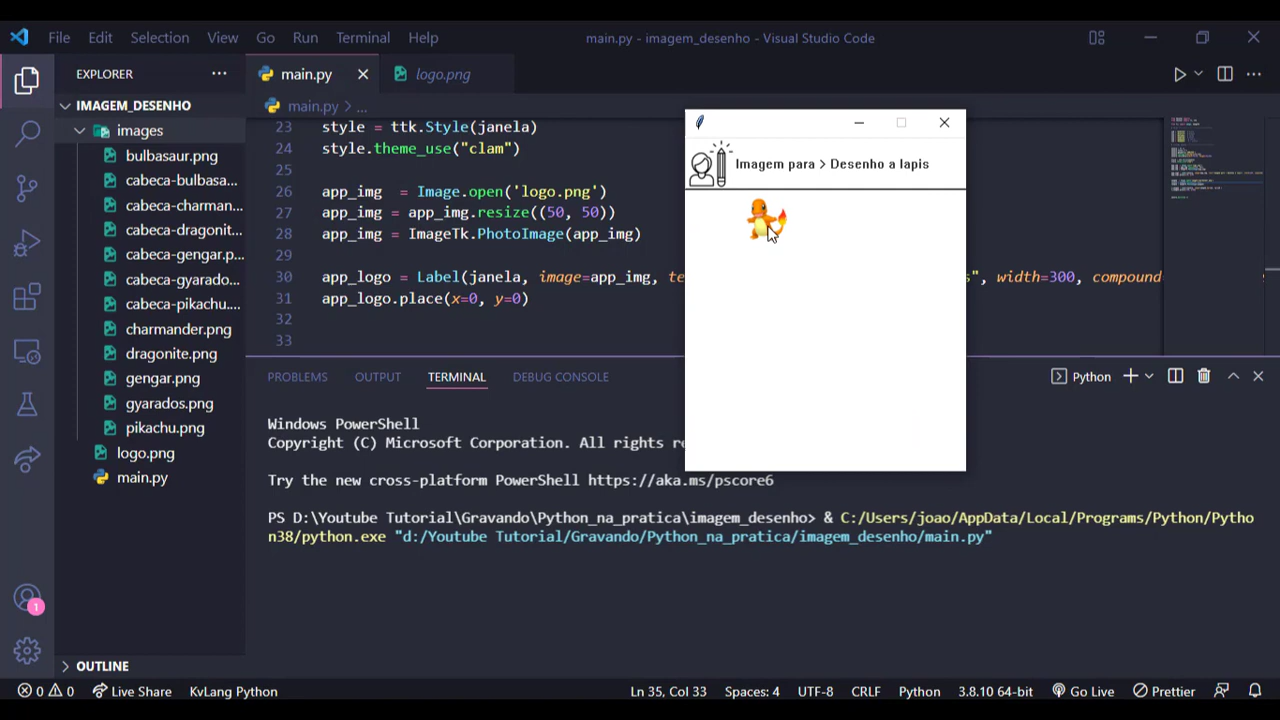 File Edit Selection View Go Run Terminal Help
main.py - imagem_desenho - Visual Studio Code
EXPLORER
main.py
logo.png
IMAGEM_DESENHO
images
bulbasaur.png
cabeca-bulbasa...
cabeca-charman...
cabeca-dragonit...
cabeca-gengar.p...
cabeca-gyarado...
cabeca-pikachu....
charmander.png
dragonite.png
gengar.png
gyarados.png
pikachu.png
logo.png
main.py
OUTLINE
main.py > ...
23 style = ttk.Style(janela)
24 style.theme_use("clam")
25
26 app_img = Image.open('logo.png')
27 app_img = app_img.resize((50, 50))
28 app_img = ImageTk.PhotoImage(app_img)
29
30 app_logo = Label(janela, image=app_img, te s", width=300, compound
31 app_logo.place(x=0, y=0)
32
33
Imagem para > Desenho a lapis
PROBLEMS OUTPUT TERMINAL DEBUG CONSOLE
Python
Windows PowerShell
Copyright (C) Microsoft Corporation. All rights re
Try the new cross-platform PowerShell https://aka.ms/pscore6
PS D:\Youtube Tutorial\Gravando\Python_na_pratica\imagem_desenho> & C:/Users/joao/AppData/Local/Programs/Python/Pytho
n38/python.exe "d:/Youtube Tutorial/Gravando/Python_na_pratica/imagem_desenho/main.py"
1
0 0 Live Share KvLang Python Ln 35, Col 33 Spaces: 4 UTF-8 CRLF Python 3.8.10 64-bit Go Live Prettier